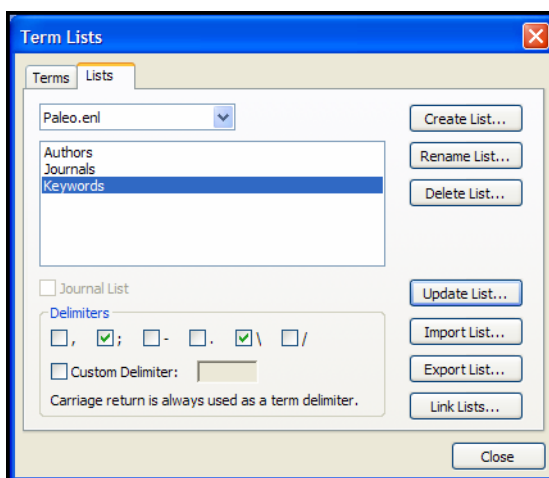 Term Lists
Terms
Lists
Paleo.enl
Authors
Journals
Keywords
Create List...
Rename List...
Delete List...
Journal List
Delimiters
, ; - . \ /
Custom Delimiter:
Carriage return is always used as a term delimiter.
Update List...
Import List...
Export List...
Link Lists...
Close